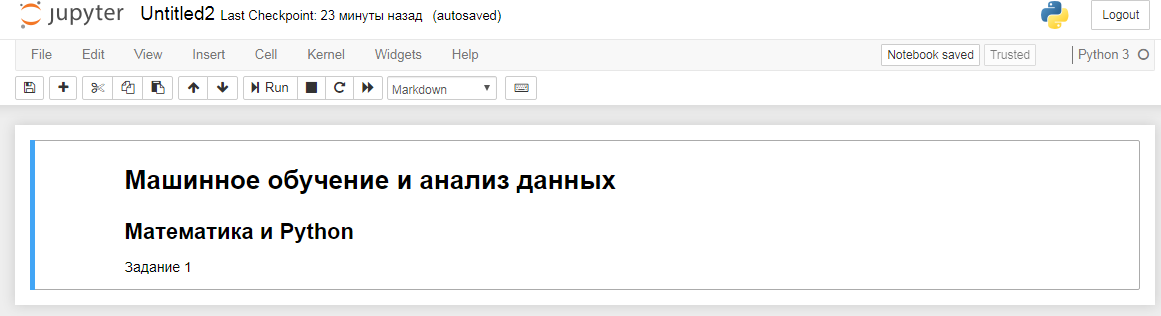 jupyter Untitled2 Last Checkpoint: 23 минуты назад (autosaved) Logout
File Edit View Insert Cell Kernel Widgets Help Notebook saved Trusted Python 3
Run Markdown
Машинное обучение и анализ данных
Математика и Python
Задание 1